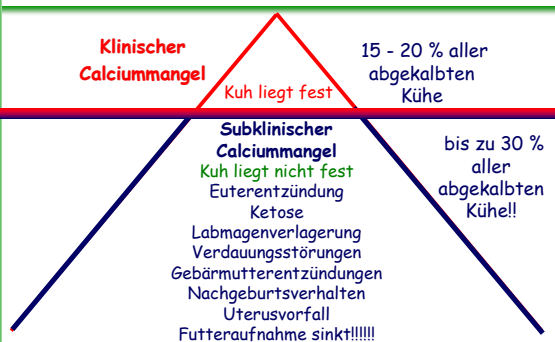 Klinischer
Calciummangel
Kuh liegt fest
15 - 20 % aller
abgekalbten
Kühe
Subklinischer
Calciummangel
Kuh liegt nicht fest
Euterentzündung
Ketose
Labmagenverlagerung
Verdauungsstörungen
Gebärmutterentzündungen
Nachgeburtsverhalten
Uterusvorfall
Futteraufnahme sinkt!!!!!!
bis zu 30 %
aller
abgekalbten
Kühe!!